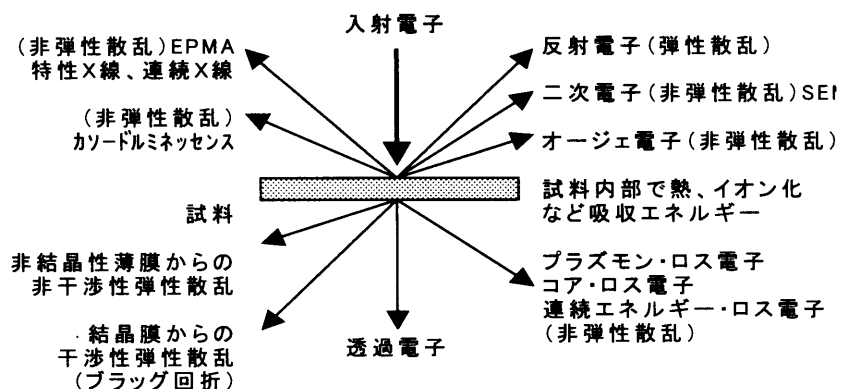 入射電子
(非弾性散乱)EPMA
特性X線、連続X線
(非弾性散乱)
カソードルミネッセンス
反射電子(弾性散乱)
二次電子(非弾性散乱)SEM
オージェ電子(非弾性散乱)
試料
試料内部で熱、イオン化
など吸収エネルギー
非結晶性薄膜からの
非干渉性弾性散乱
結晶膜からの
干渉性弾性散乱
(ブラッグ回折)
透過電子
プラズモン・ロス電子
コア・ロス電子
連続エネルギー・ロス電子
(非弾性散乱)